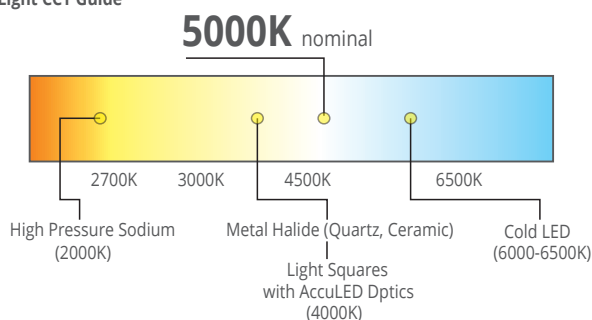 Light CCT Guide
5000K nominal
2700K 3000K 4500K 6500K
High Pressure Sodium
(2000K)
Metal Halide (Quartz, Ceramic)
Light Squares
with AccuLED Dptics
(4000K)
Cold LED
(6000-6500K)